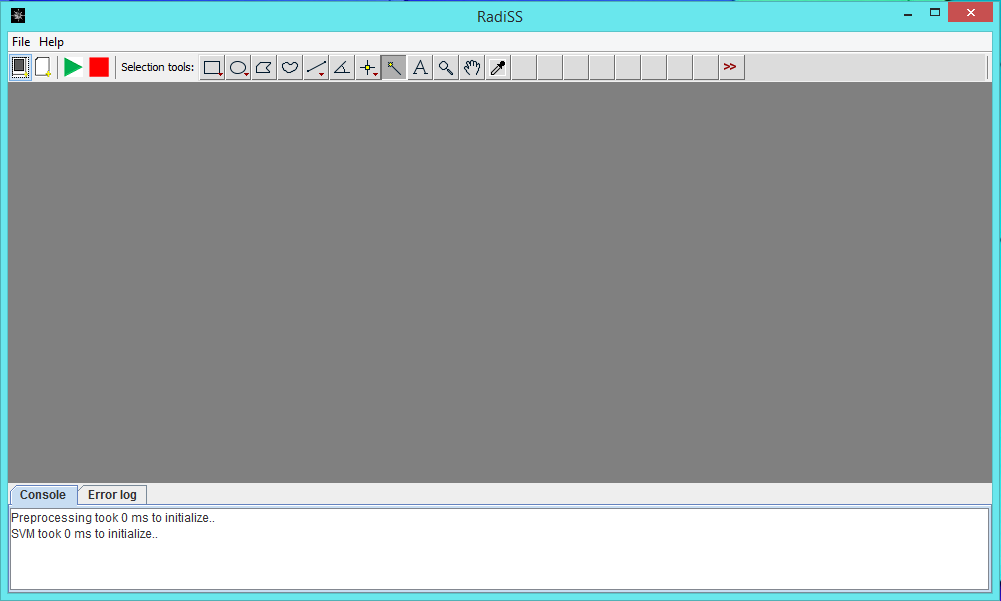 RadiSS
File Help
Selection tools: A >>
Console Error log
Preprocessing took 0 ms to initialize..
SVM took 0 ms to initialize..